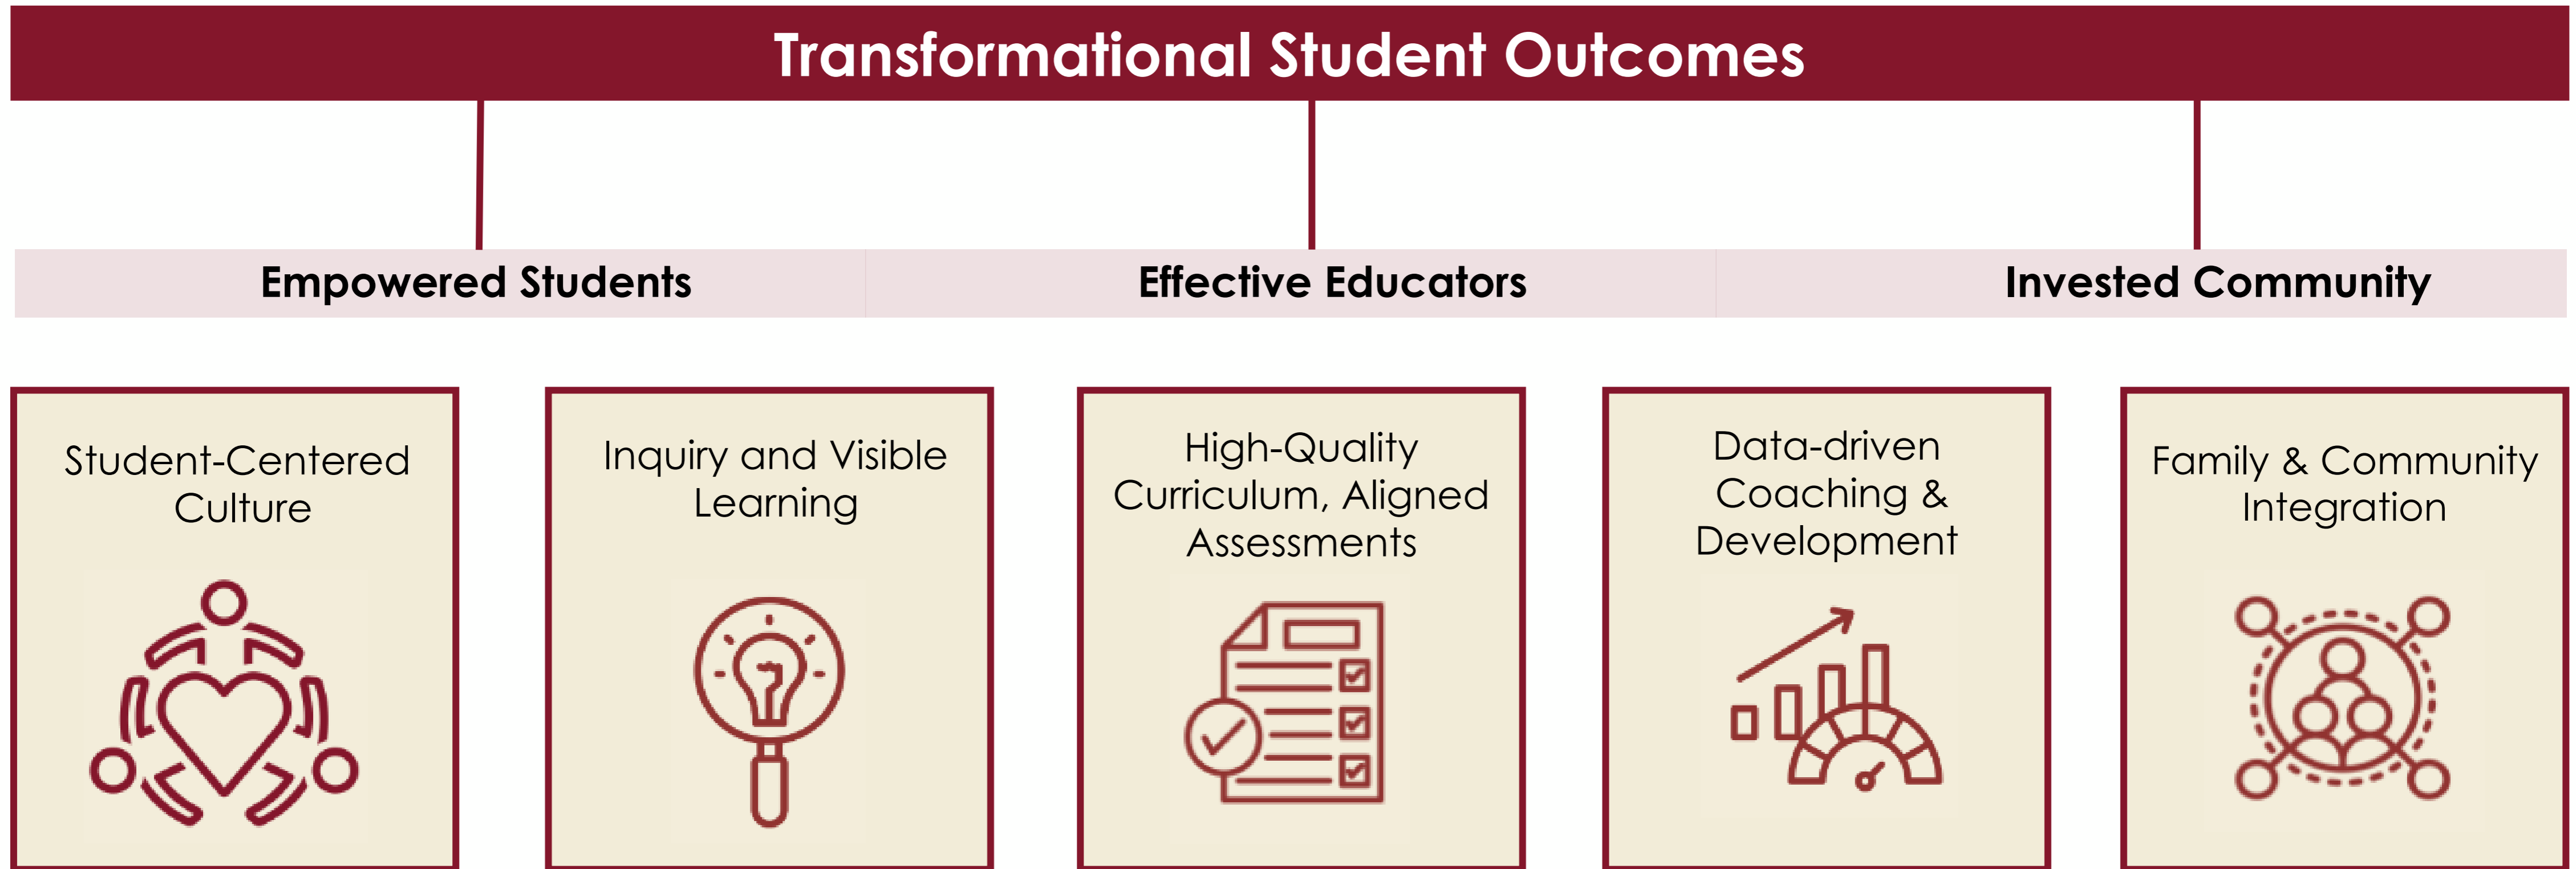 Transformational Student Outcomes
Empowered Students
Effective Educators
Invested Community
Student-Centered
Culture
Inquiry and Visible
Learning
High-Quality
Curriculum, Aligned
Assessments
Data-driven
Coaching &
Development
Family & Community
Integration